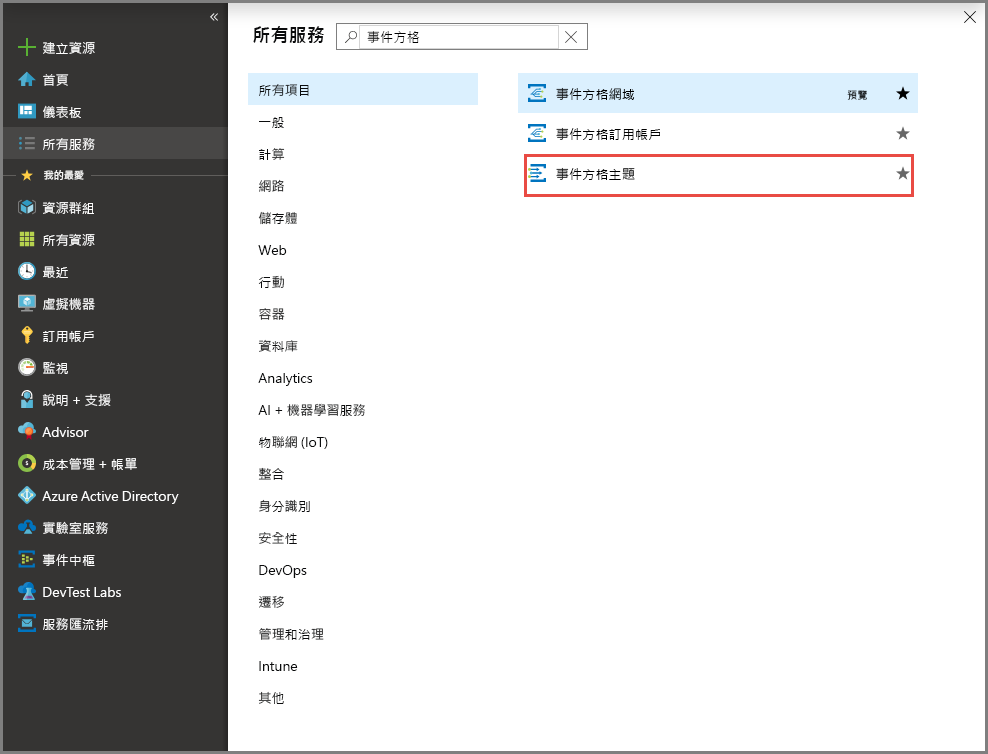 建立資源
首頁
儀表板
所有服務
我的最愛
資源群組
所有資源
最近
虛擬機器
訂用帳戶
監視
說明 + 支援
Advisor
成本管理 + 帳單
Azure Active Directory
實驗室服務
事件中樞
DevTest Labs
服務匯流排
所有服務
事件方格
所有項目
一般
計算
網路
儲存體
Web
行動
容器
資料庫
Analytics
AI + 機器學習服務
物聯網 (IoT)
整合
身分識別
安全性
DevOps
遷移
管理和治理
Intune
其他
事件方格網域 預覽
事件方格訂用帳戶
事件方格主題